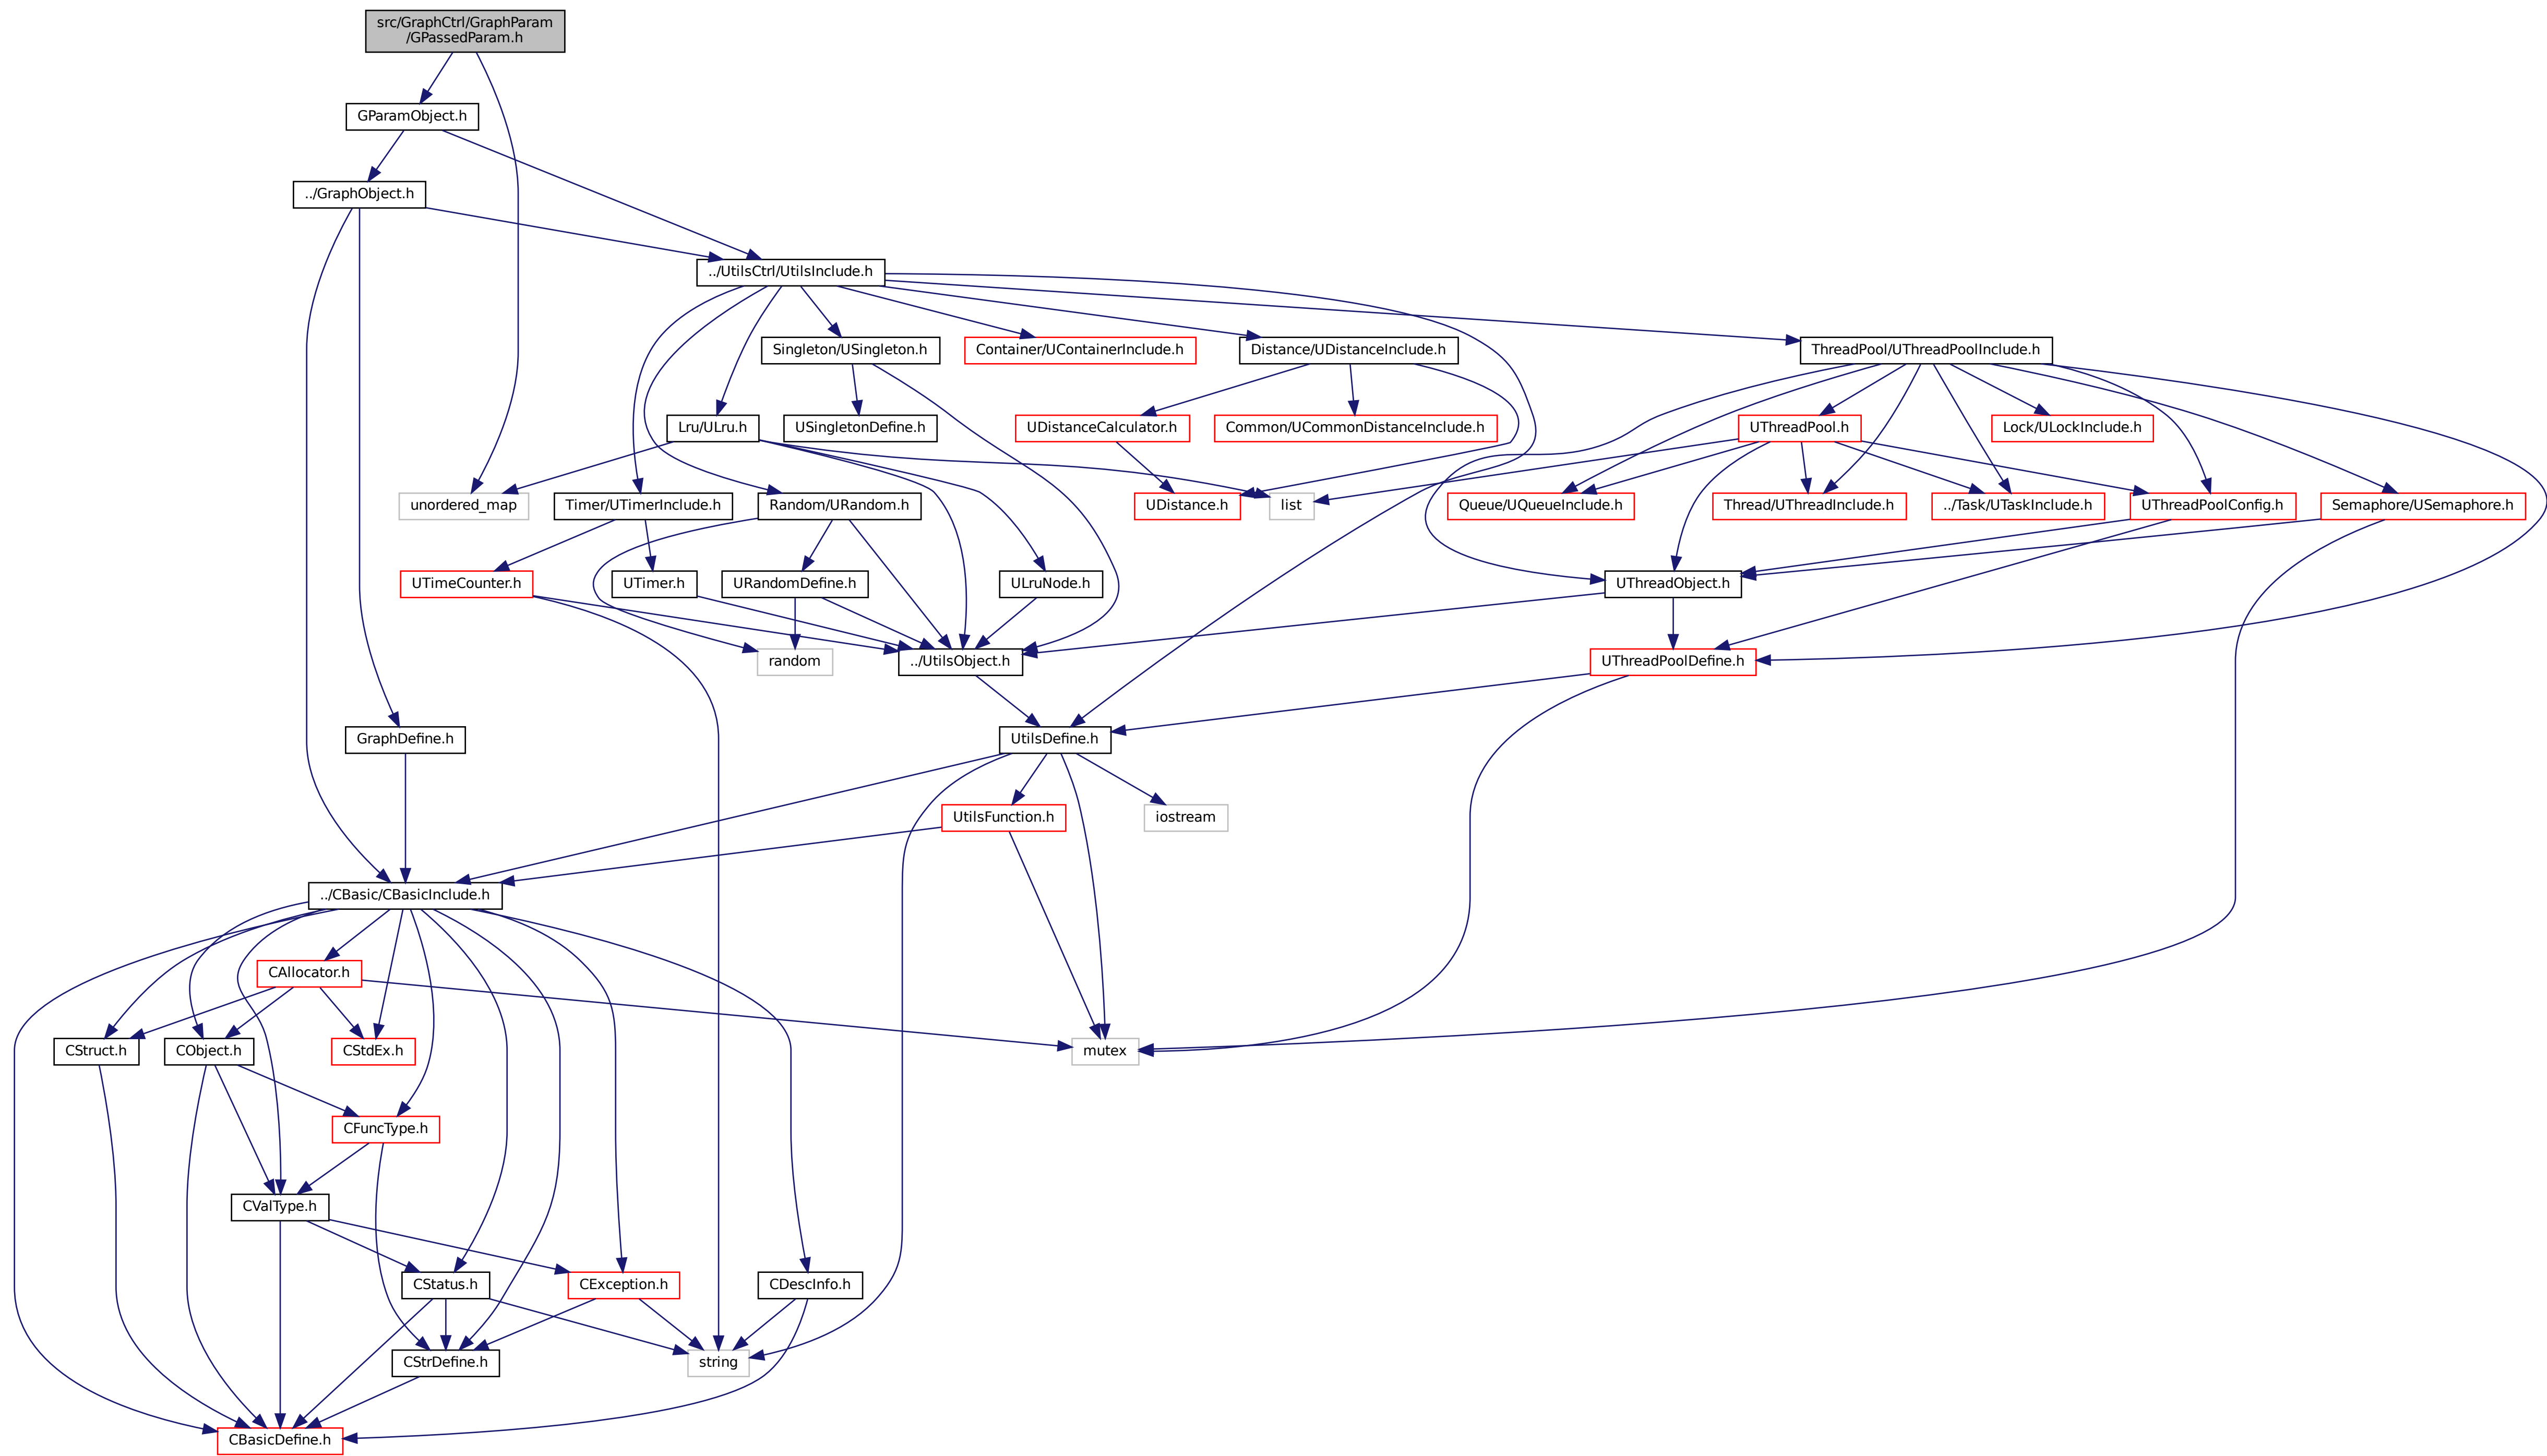 src/GraphCtrl/GraphParam
/GPassedParam.h
GParamObject.h
../GraphObject.h
../UtilsCtrl/UtilsInclude.h
Singleton/USingleton.h
Container/UContainerInclude.h
Distance/UDistanceInclude.h
ThreadPool/UThreadPoolInclude.h
Lru/ULru.h
USingletonDefine.h
UDistanceCalculator.h
Common/UCommonDistanceInclude.h
UThreadPool.h
Lock/ULockInclude.h
unordered_map
Timer/UTimerInclude.h
Random/URandom.h
UDistance.h
list
Queue/UQueueInclude.h
Thread/UThreadInclude.h
../Task/UTaskInclude.h
UThreadPoolConfig.h
Semaphore/USemaphore.h
UTimeCounter.h
UTimer.h
URandomDefine.h
ULruNode.h
UThreadObject.h
random
../UtilsObject.h
UThreadPoolDefine.h
GraphDefine.h
UtilsDefine.h
UtilsFunction.h
iostream
../CBasic/CBasicInclude.h
CAllocator.h
CStruct.h
CObject.h
CStdEx.h
mutex
CFuncType.h
CValType.h
CStatus.h
CException.h
CDescInfo.h
CStrDefine.h
string
CBasicDefine.h